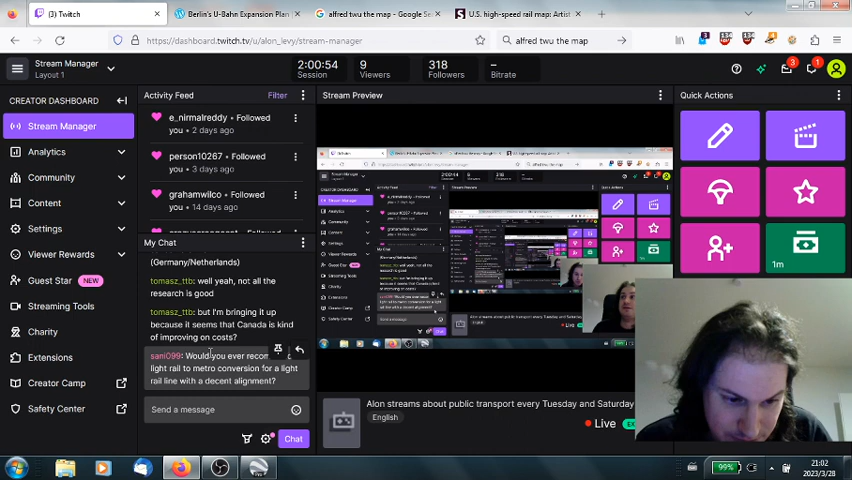 Twitch
Berlin's U-Bahn Expansion Plan
alfred twu the map - Google Se
U.S. high-speed rail map: Artist
https://dashboard.twitch.tv/u/alon_levy/stream-manager
alfred twu the map
Stream Manager
Layout 1
2:00:54
Session
9
Viewers
318
Followers
–
Bitrate
3
1
CREATOR DASHBOARD
Stream Manager
Analytics
Community
Content
Settings
Viewer Rewards
Guest Star NEW
Streaming Tools
Charity
Extensions
Creator Camp
Safety Center
Activity Feed
Filter
e_nirmalreddy • Followed
you • 2 days ago
person10267 • Followed
you • 3 days ago
grahamwilco • Followed
you • 14 days ago
My Chat
(Germany/Netherlands)
tomasz_ttb: well yeah, not all the
research is good
tomasz_ttb: but I'm bringing it up
because it seems that Canada is kind
of improving on costs?
sani099: Would you ever recom
light rail to metro conversion for a light
rail line with a decent alignment?
Send a message
Chat
Stream Preview
Alon streams about public transport every Tuesday and Saturday
English
Live
Quick Actions
1m
99%
21:02
2023/3/28